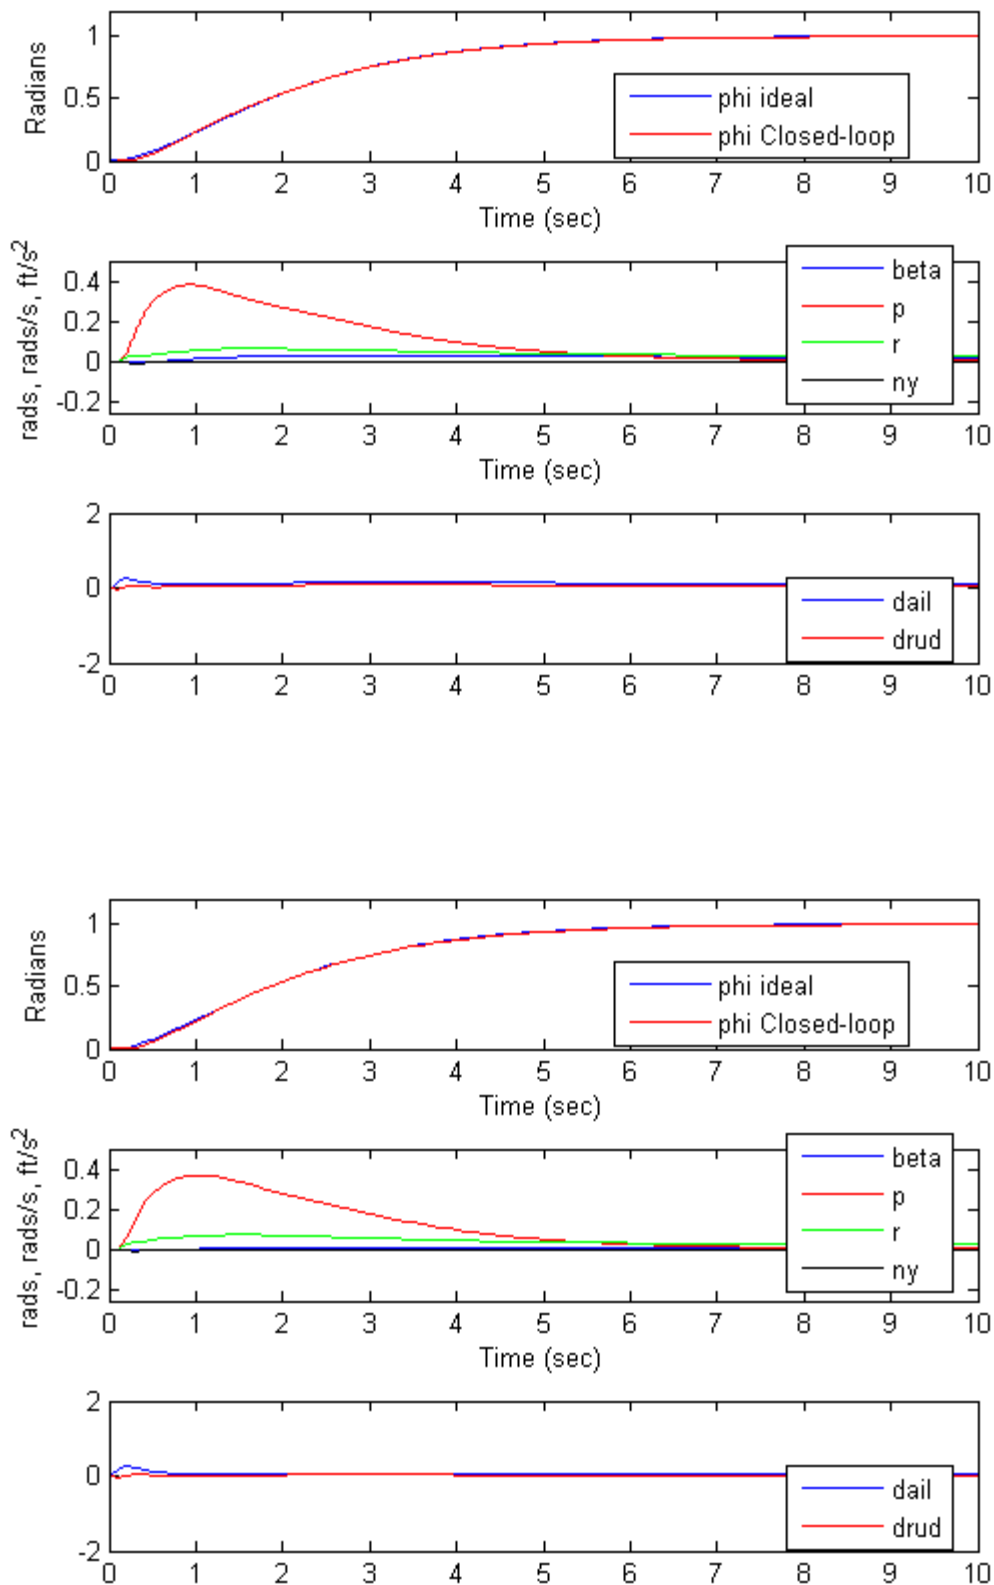 1
0.5
0
Radians
phi ideal
phi Closed-loop
0 1 2 3 4 5 6 7 8 9 10
Time (sec)
0.4
0.2
0
-0.2
rads, rads/s, ft/s²
beta
p
r
ny
0 1 2 3 4 5 6 7 8 9 10
Time (sec)
2
0
-2
dail
drud
0 1 2 3 4 5 6 7 8 9 10
1
0.5
0
Radians
phi ideal
phi Closed-loop
0 1 2 3 4 5 6 7 8 9 10
Time (sec)
0.4
0.2
0
-0.2
rads, rads/s, ft/s²
beta
p
r
ny
0 1 2 3 4 5 6 7 8 9 10
Time (sec)
2
0
-2
dail
drud
0 1 2 3 4 5 6 7 8 9 10